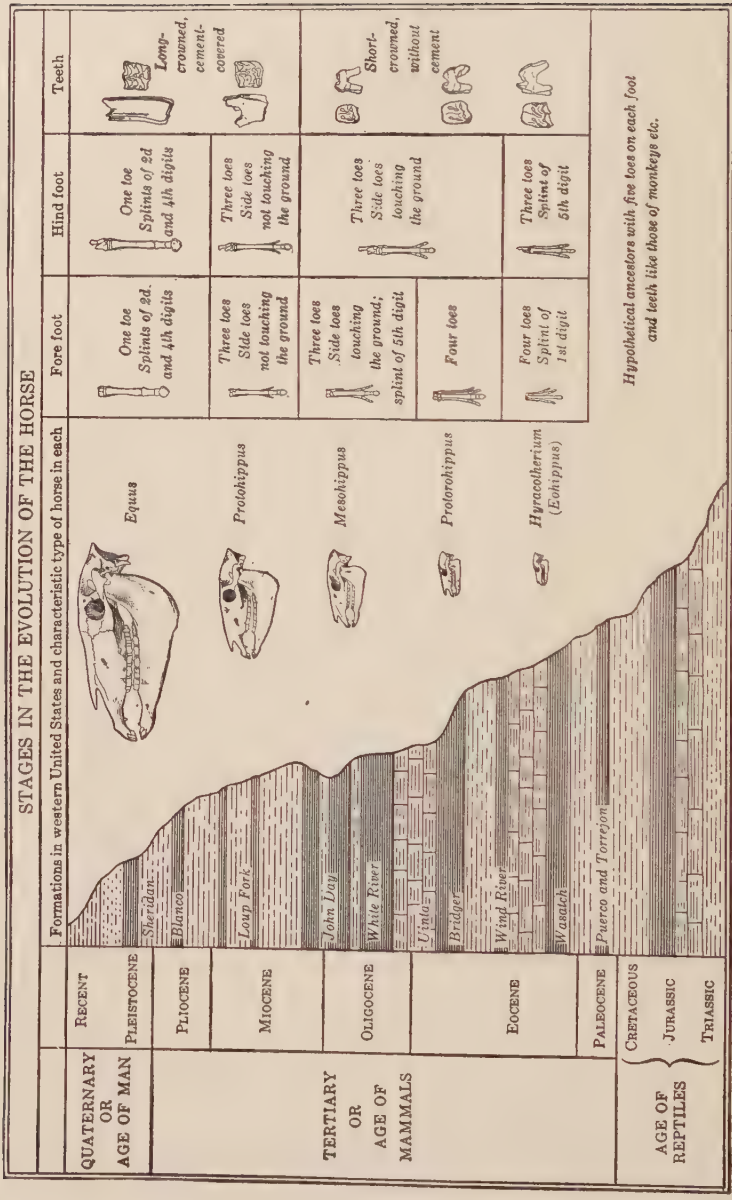 STAGES IN THE EVOLUTION OF THE HORSE
Formations in western United States and characteristic type of horse in each
Fore foot
Hind foot
Teeth
QUATERNARY
OR
AGE OF MAN
RECENT
PLEISTOCENE
Sheridan
Equus
One toe
Splints of 2d.
and 4th digits
One toe
Splints of 2d
and 4th digits
Long-
crowned,
cement-
covered
TERTIARY
OR
AGE OF
MAMMALS
PLIOCENE
Blanco
MIOCENE
Loup Fork
Protohippus
Three toes
Side toes
not touching
the ground
Three toes
Side toes
not touching
the ground
John Day
OLIGOCENE
White River
Mesohippus
Three toes
Side toes
touching
the ground;
splint of 5th digit
Three toes
Side toes
touching
the ground
Short-
crowned,
without
cement
EOCENE
Uinta
Bridger
Protorohippus
Four toes
Wind River
Wasatch
Hyracotherium
(Eohippus)
Four toes
Splint of
1st digit
Three toes
Splint of
5th digit
PALEOCENE
Puerco and Torrejon
AGE OF
REPTILES
CRETACEOUS
JURASSIC
TRIASSIC
Hypothetical ancestors with five toes on each foot
and teeth like those of monkeys etc.